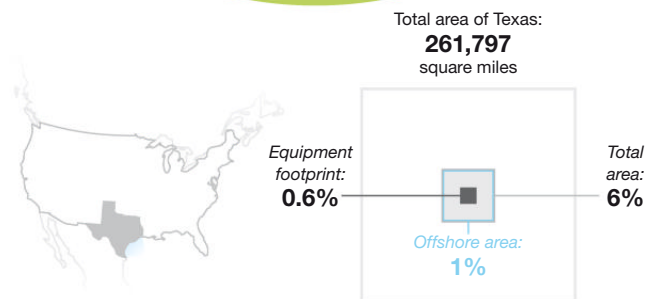 Total area of Texas:
261,797
square miles
Equipment
footprint:
0.6%
Total
area:
6%
Offshore area:
1%